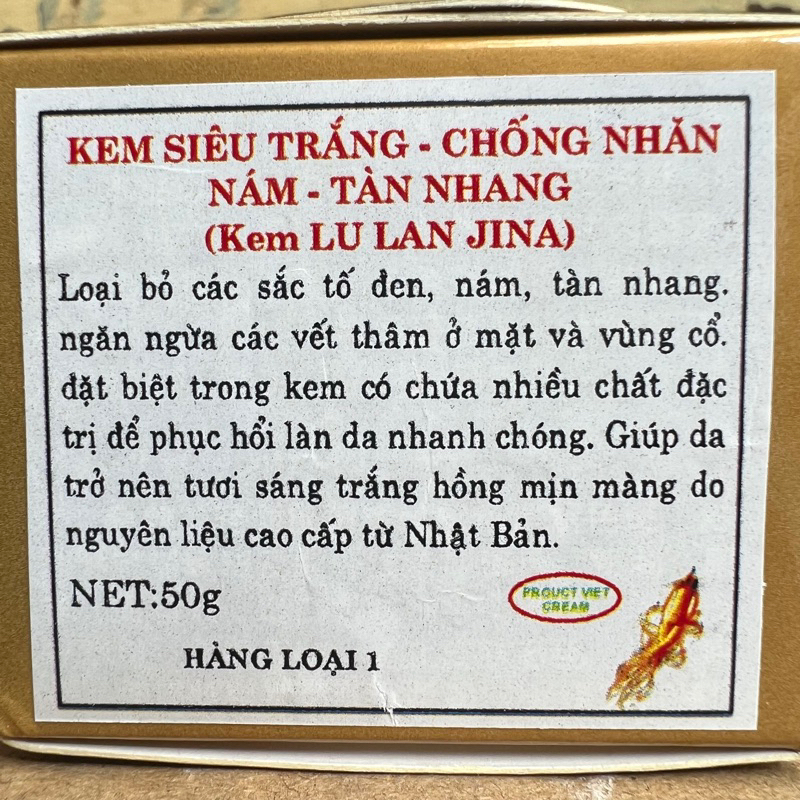 KEM SIÊU TRẮNG - CHỐNG NHĂN
NÁM - TÀN NHANG
(Kem LU LAN JINA)
Loại bỏ các sắc tố đen, nám, tàn nhang.
ngăn ngừa các vết thâm ở mặt và vùng cổ.
đặt biệt trong kem có chứa nhiều chất đặc
trị để phục hồi làn da nhanh chóng. Giúp da
trở nên tươi sáng trắng hồng mịn màng do
nguyên liệu cao cấp từ Nhật Bản.
NET:50g
PROUCT VIET
CREAM
HÀNG LOẠI 1